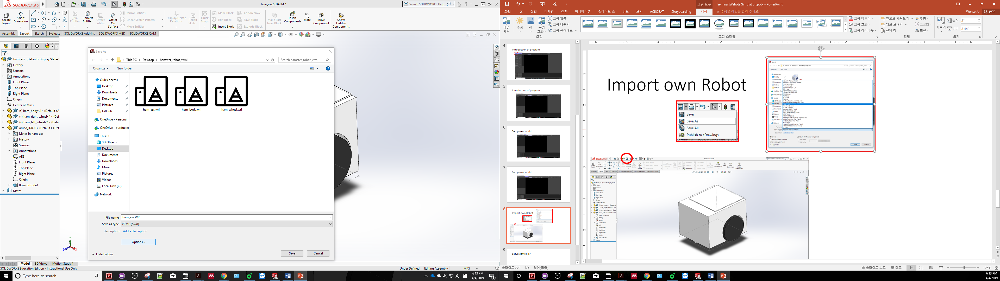 SOLIDWORKS
ham_ass.SLDASM *
Search SOLIDWORKS Help
Create layout
Smart Dimension
Trim Entities
Convert Entities
Offset Entities
Offset On Surface
Mirror Entities
Linear Sketch Pattern
Move Entities
Display/Delete Relations
Repair Sketch
Quick Snaps
Make Block
Edit Block
Insert Block
Add/Remove
Save Block
Explode Block
Make Part from Block
Insert Components
Mate
Move Component
Show Hidden Components
Assembly Layout Sketch Evaluate SOLIDWORKS Add-Ins SOLIDWORKS MBD SOLIDWORKS CAM
ham_ass (Default<Display State-
History
Sensors
Annotations
Front Plane
Top Plane
Right Plane
Origin
Center of Mass
(f) ham_body<1> (Default<A
(-) ham_right_wheel<1> (Defa
(-) ham_left_wheel<1> (Defau
aruco_ID0<1> (Default<<Def
Mates in ham_ass
History
Sensors
Annotations
ABS
Front Plane
Top Plane
Right Plane
Origin
Boss-Extrude1
Mates
Save As
This PC > Desktop > hamster_robot_vrml
Search hamster_robot_vrml
Organize
New folder
Quick access
Desktop
Downloads
Documents
Pictures
GitHub
OneDrive - Personal
OneDrive - purdue.ec
This PC
3D Objects
Desktop
Documents
Downloads
Music
Pictures
Videos
Local Disk (C:)
Network
ham_ass.wrl
ham_body.wrl
ham_wheel.wrl
File name: ham_ass.WRL
Save as type: VRML (*.wrl)
Description: Add a description
Options...
Hide Folders
Save
Cancel
Model 3D Views Motion Study 1
SOLIDWORKS Education Edition - Instructional Use Only
Under Defined Editing Assembly MKS
Type here to search
6:13 PM
4/4/2019
그림 도구
[seminar]Webots Simulation.pptx - PowerPoint
파일 홈 삽입 디자인 전환 애니메이션 슬라이드 쇼 검토 보기 ACROBAT Storyboarding 서식
수행할 작업을 알려 주세요.
Wonse Jo
공유
배경 제거
수정
색
꾸밈 효과
그림 압축
그림 바꾸기
그림 원래대로
조정
그림 스타일
그림 테두리
그림 효과
그림 레이아웃
앞으로 가져오기
뒤로 보내기
선택 창
맞춤
그룹화
회전
정렬
자르기
높이: 3"
너비: 3.44"
크기
4
Introduction of program
5
Introduction of program
6
Setup new world
7
Setup new world
8
Import own Robot
9
Setup controller
Import own Robot
Save
Save As
Save All
Publish to eDrawings
슬라이드 8/9
영어(미국)
슬라이드 노트
메모
125%
6:13 PM
4/4/2019